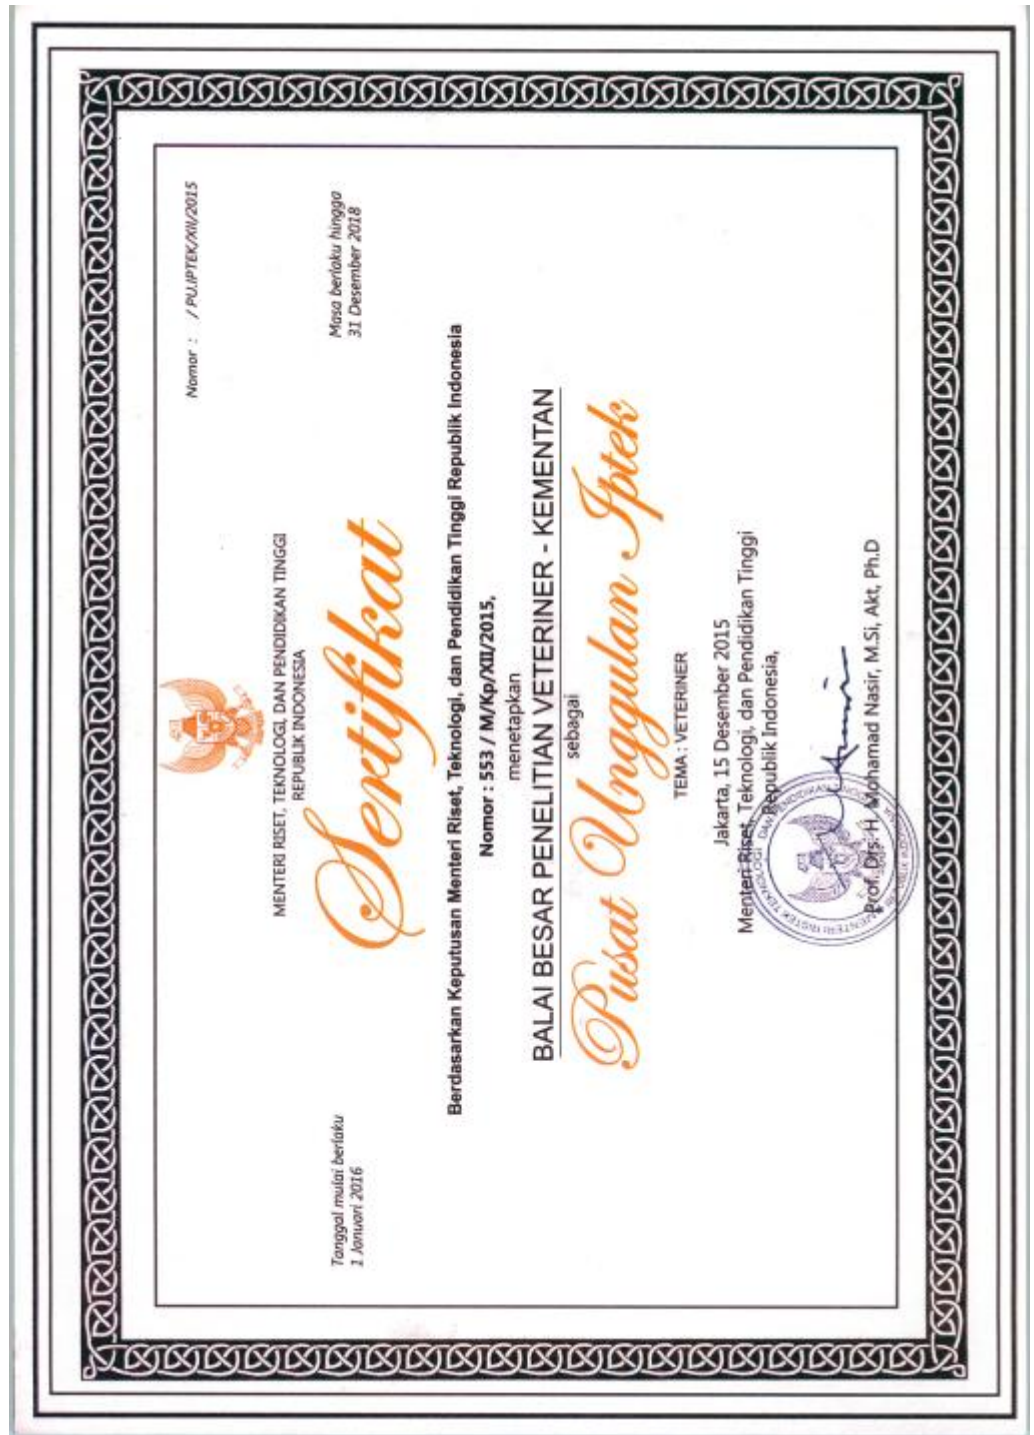 Nomor : / PU.IPTEK/XII/2015
MENTERI RISET, TEKNOLOGI, DAN PENDIDIKAN TINGGI
REPUBLIK INDONESIA
Sertifikat
Tanggal mulai berlaku
1 Januari 2016
Masa berlaku hingga
31 Desember 2018
Berdasarkan Keputusan Menteri Riset, Teknologi, dan Pendidikan Tinggi Republik Indonesia
Nomor : 553 / M/Kp/XII/2015,
menetapkan
BALAI BESAR PENELITIAN VETERINER - KEMENTAN
sebagai
Pusat Unggulan Iptek
TEMA : VETERINER
Jakarta, 15 Desember 2015
Menteri Riset, Teknologi, dan Pendidikan Tinggi
Republik Indonesia,
Prof. Drs. H. Mohamad Nasir, M.Si, Akt, Ph.D